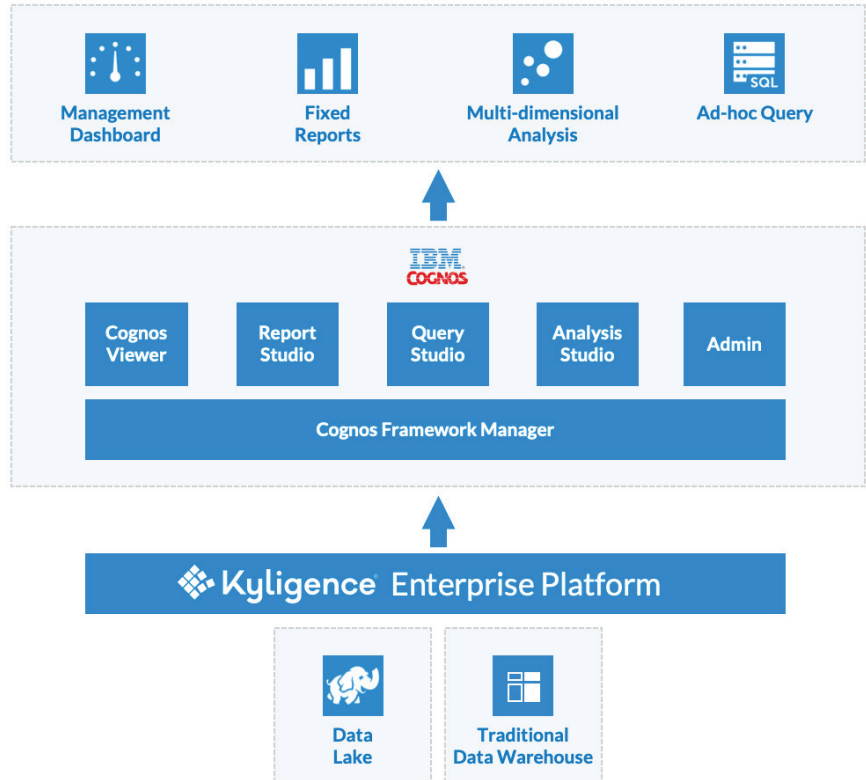 Management
Dashboard
Fixed
Reports
Multi-dimensional
Analysis
SQL
Ad-hoc Query
IBM
COGNOS
Cognos
Viewer
Report
Studio
Query
Studio
Analysis
Studio
Admin
Cognos Framework Manager
Kyligence Enterprise Platform
Data
Lake
Traditional
Data Warehouse